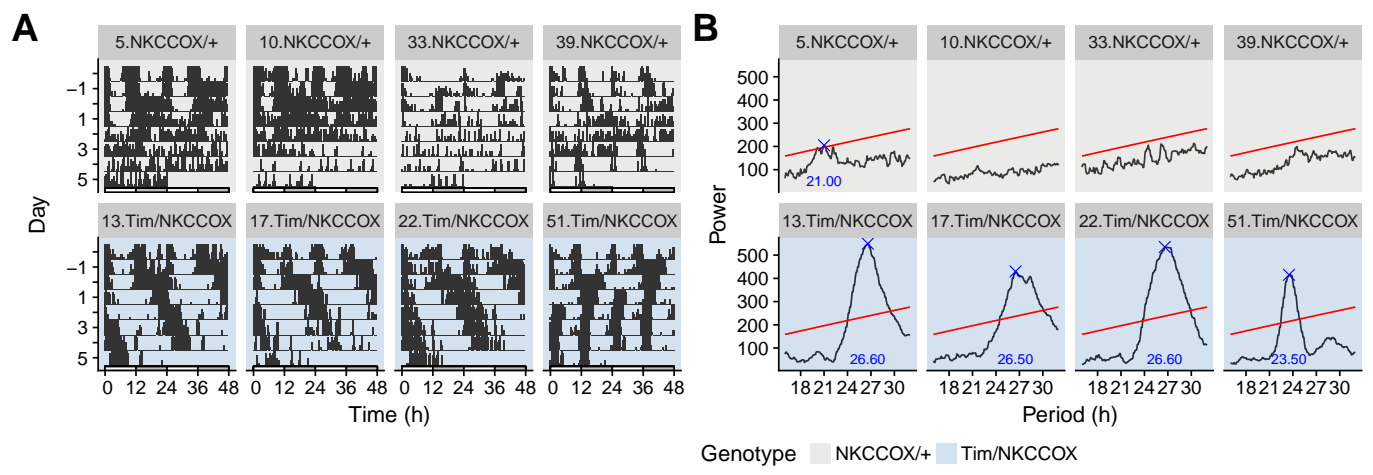 A
5.NKCCOX/+ 10.NKCCOX/+ 33.NKCCOX/+ 39.NKCCOX/+
−1
1
3
5
13.Tim/NKCCOX 17.Tim/NKCCOX 22.Tim/NKCCOX 51.Tim/NKCCOX
−1
1
3
5
0 12 24 36 48 0 12 24 36 48 0 12 24 36 48 0 12 24 36 48
Time (h)
Day
B
5.NKCCOX/+ 10.NKCCOX/+ 33.NKCCOX/+ 39.NKCCOX/+
500
400
300
200
100
21.00
13.Tim/NKCCOX 17.Tim/NKCCOX 22.Tim/NKCCOX 51.Tim/NKCCOX
500
400
300
200
100
26.60 26.50 26.60 23.50
18 21 24 27 30 18 21 24 27 30 18 21 24 27 30 18 21 24 27 30
Period (h)
Power
Genotype NKCCOX/+ Tim/NKCCOX